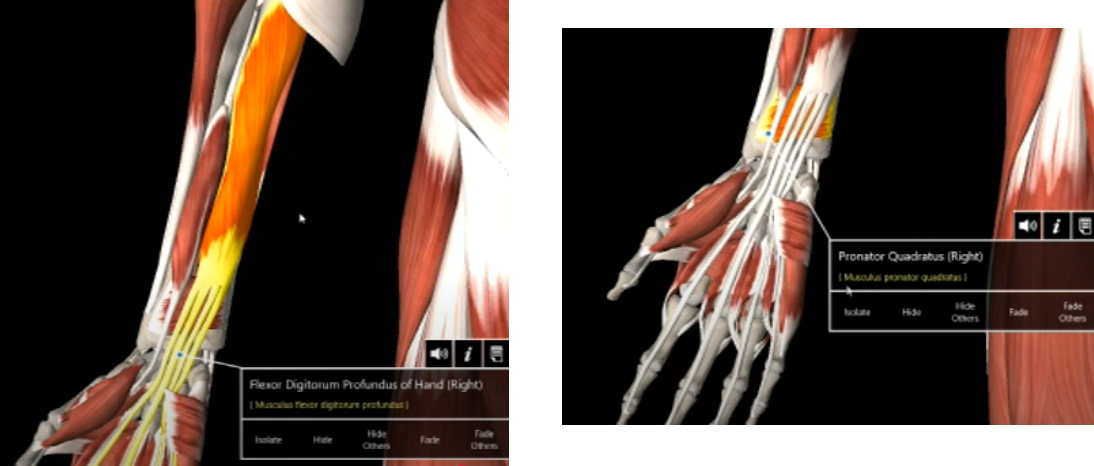 Flexor Digitorum Profundus of Hand (Right)
[ Musculus flexor digitorum profundus ]
Isolate Hide Hide Others Fade Fade Others
Pronator Quadratus (Right)
[ Musculus pronator quadratus ]
Isolate Hide Hide Others Fade Fade Others